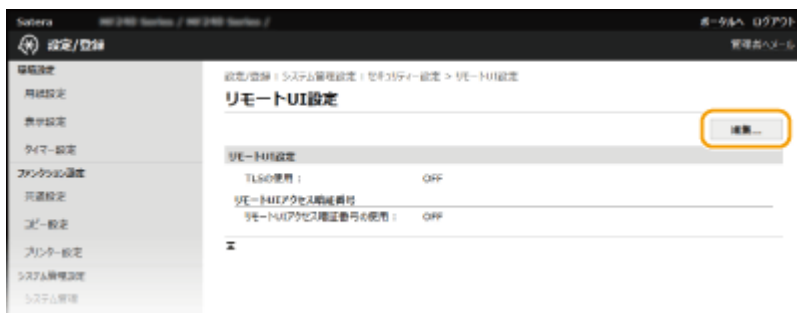 Satera
ポータルへ ログアウト
設定/登録
管理者へメール
環境設定
用紙設定
表示設定
タイマー設定
ファンクション設定
共通設定
コピー設定
プリンター設定
システム管理設定
システム管理
設定/登録 : システム管理設定 : セキュリティー設定 > リモートUI設定
リモートUI設定
編集...
リモートUI設定
TLSの使用 : OFF
リモートUIアクセス暗証番号
リモートUIアクセス暗証番号の使用 : OFF